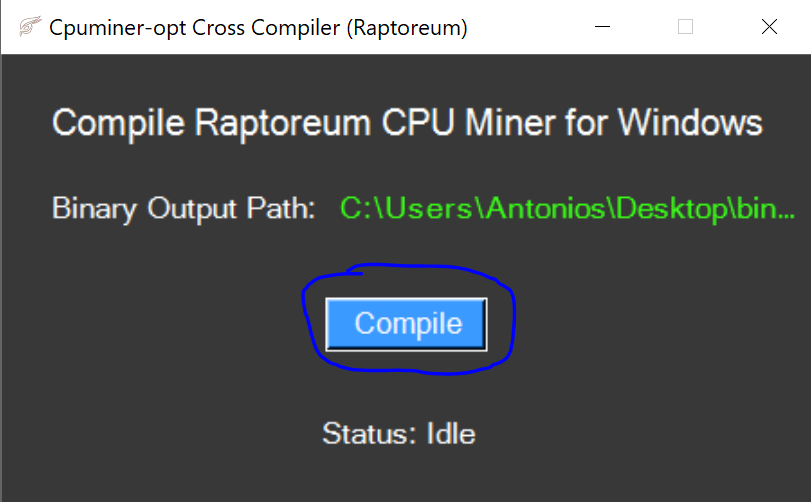 Cpuminer-opt Cross Compiler (Raptoreum)
Compile Raptoreum CPU Miner for Windows
Binary Output Path: C:\Users\Antonios\Desktop\bin...
Compile
Status: Idle